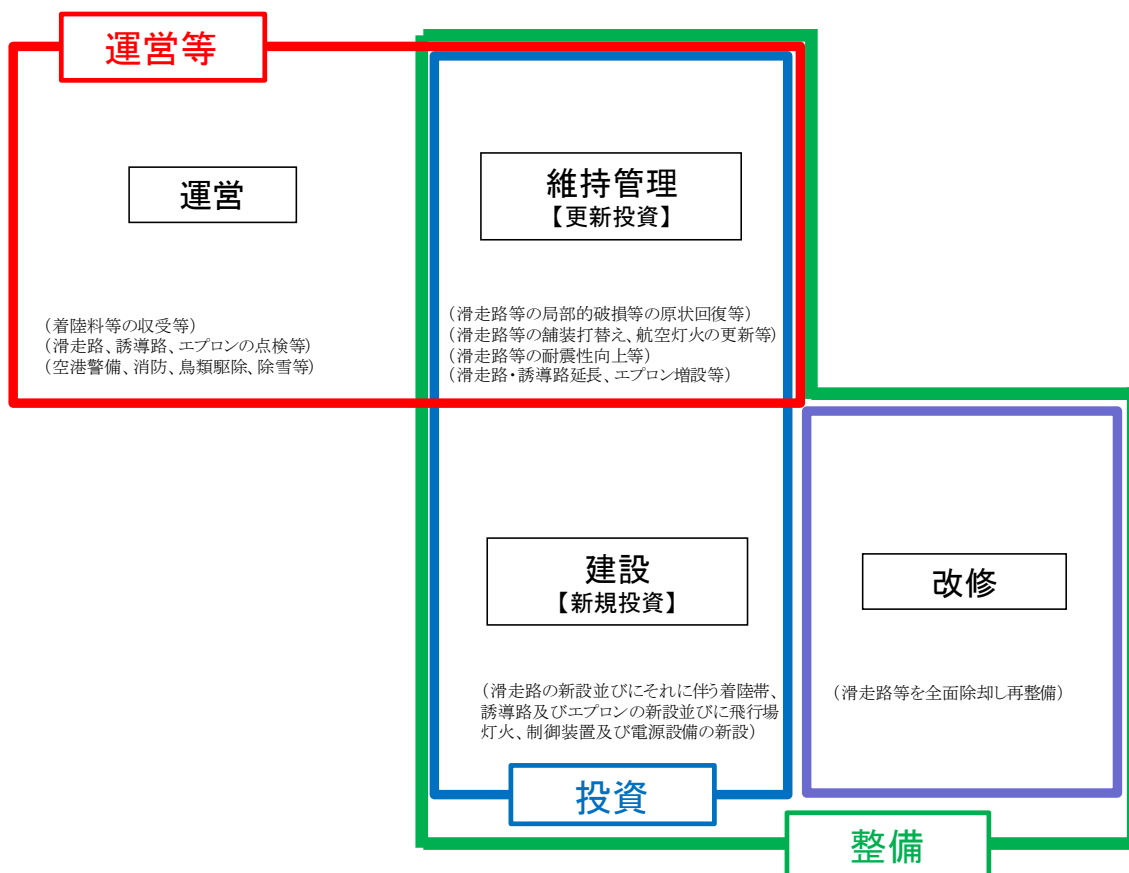 運営等
運営
(着陸料等の収受等)
(滑走路、誘導路、エプロンの点検等)
(空港警備、消防、鳥類駆除、除雪等)
維持管理
【更新投資】
(滑走路等の局部的破損等の原状回復等)
(滑走路等の舗装打替え、航空灯火の更新等)
(滑走路等の耐震性向上等)
(滑走路・誘導路延長、エプロン増設等)
建設
【新規投資】
(滑走路の新設並びにそれに伴う着陸帯、
誘導路及びエプロンの新設並びに飛行場
灯火、制御装置及び電源設備の新設)
改修
(滑走路等を全面除却し再整備)
投資
整備